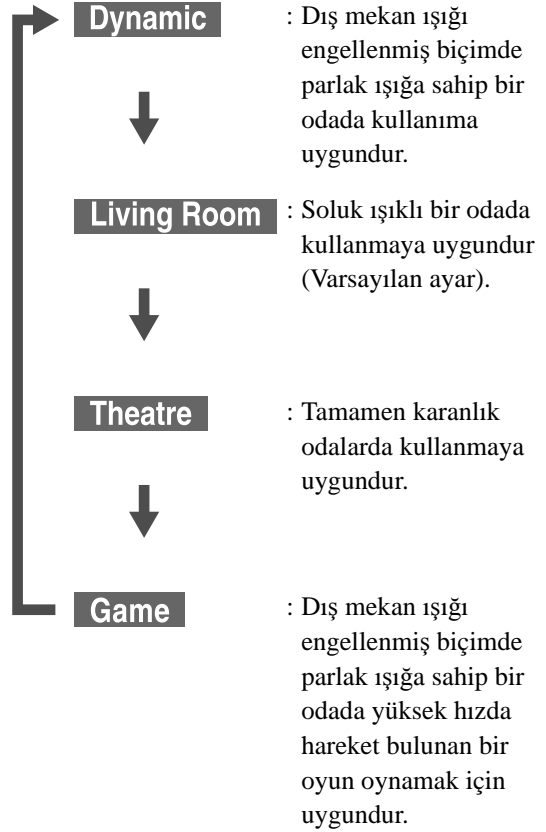 Dynamic : Dış mekan ışığı
engellenmiş biçimde
parlak ışığa sahip bir
odada kullanıma
uygundur.
Living Room : Soluk ışıklı bir odada
kullanmaya uygundur
(Varsayılan ayar).
Theatre : Tamamen karanlık
odalarda kullanmaya
uygundur.
Game : Dış mekan ışığı
engellenmiş biçimde
parlak ışığa sahip bir
odada yüksek hızda
hareket bulunan bir
oyun oynamak için
uygundur.